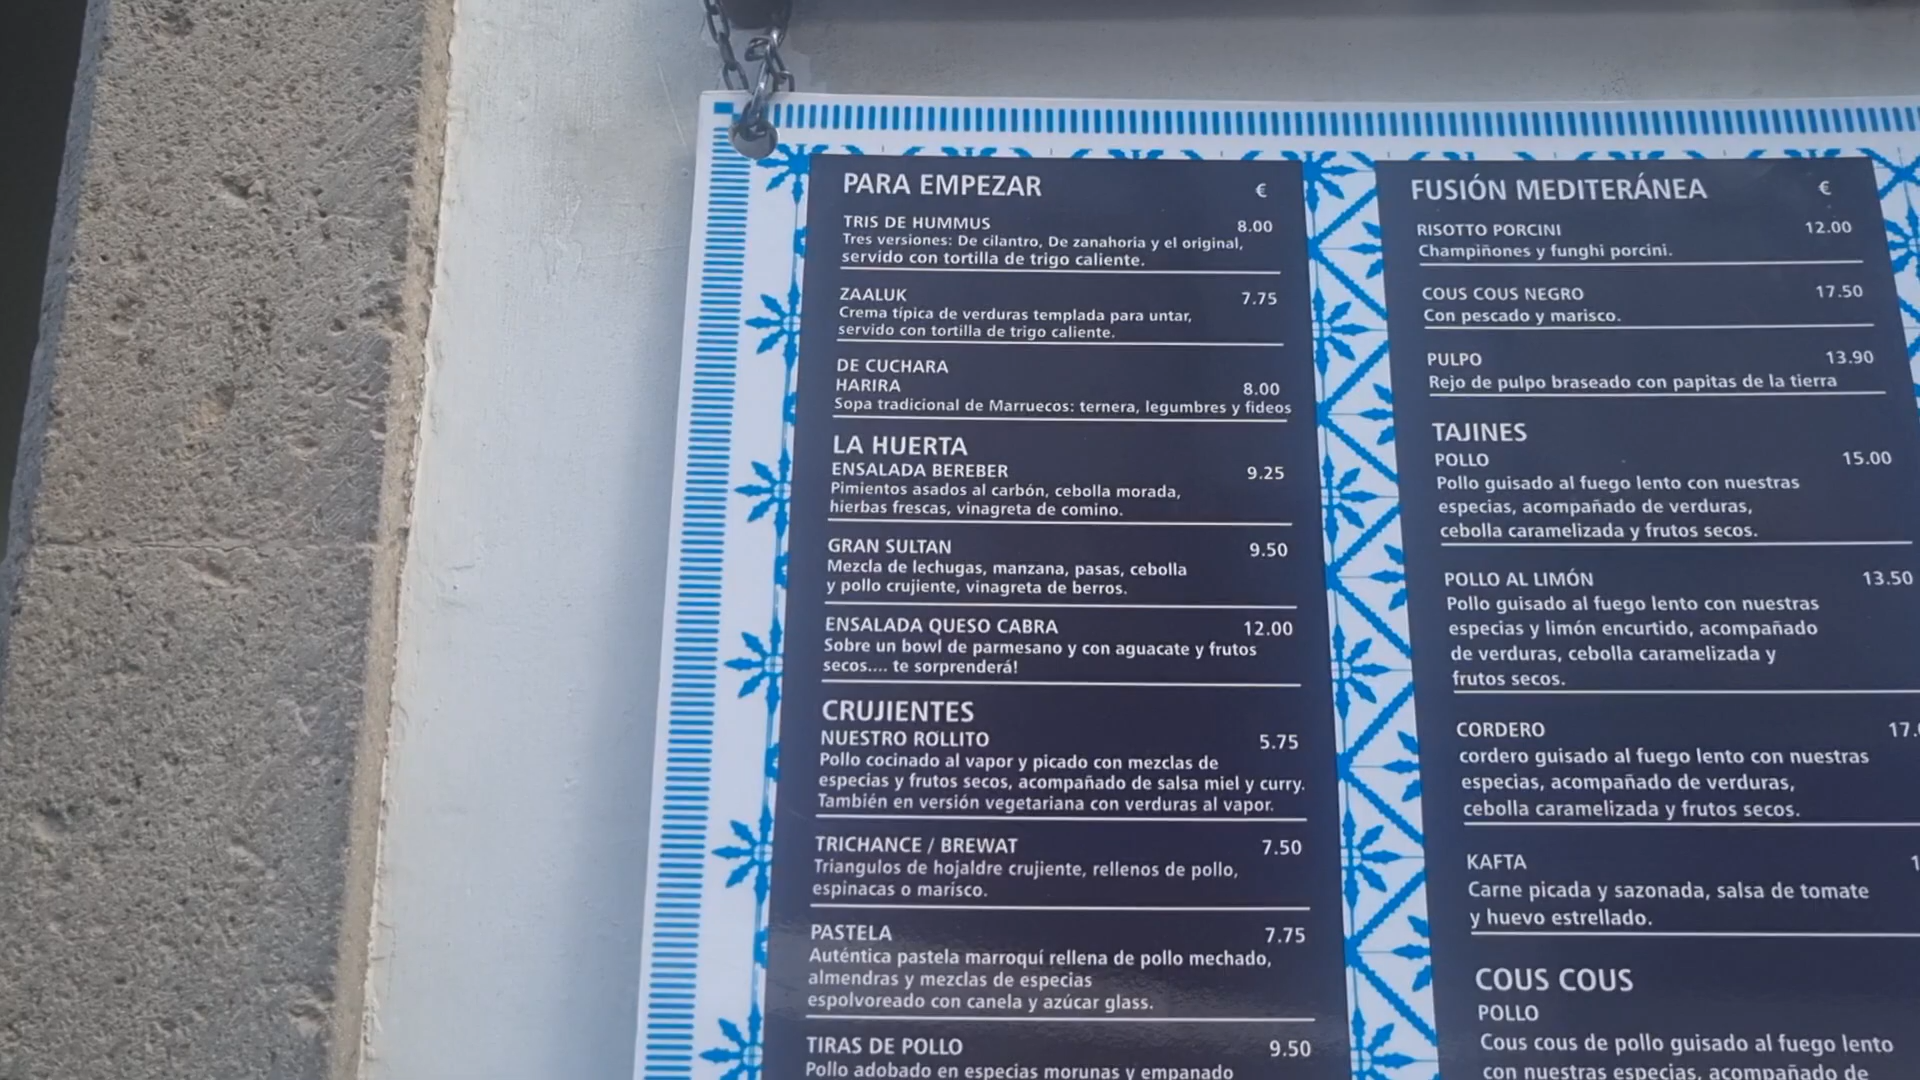 PARA EMPEZAR €
TRIS DE HUMMUS 8.00
Tres versiones: De cilantro, De zanahoria y el original,
servido con tortilla de trigo caliente.
ZAALUK 7.75
Crema típica de verduras templada para untar,
servido con tortilla de trigo caliente.
DE CUCHARA
HARIRA 8.00
Sopa tradicional de Marruecos: ternera, legumbres y fideos
LA HUERTA
ENSALADA BEREBER 9.25
Pimientos asados al carbón, cebolla morada,
hierbas frescas, vinagreta de comino.
GRAN SULTAN 9.50
Mezcla de lechugas, manzana, pasas, cebolla
y pollo crujiente, vinagreta de berros.
ENSALADA QUESO CABRA 12.00
Sobre un bowl de parmesano y con aguacate y frutos
secos.... te sorprenderá!
CRUJIENTES
NUESTRO ROLLITO 5.75
Pollo cocinado al vapor y picado con mezclas de
especias y frutos secos, acompañado de salsa miel y curry.
También en versión vegetariana con verduras al vapor.
TRICHANCE / BREWAT 7.50
Triangulos de hojaldre crujiente, rellenos de pollo,
espinacas o marisco.
PASTELA 7.75
Auténtica pastela marroquí rellena de pollo mechado,
almendras y mezclas de especias
espolvoreado con canela y azúcar glass.
TIRAS DE POLLO 9.50
Pollo adobado en especias morunas y empanado
FUSIÓN MEDITERÁNEA €
RISOTTO PORCINI 12.00
Champiñones y funghi porcini.
COUS COUS NEGRO 17.50
Con pescado y marisco.
PULPO 13.90
Rejo de pulpo braseado con papitas de la tierra
TAJINES
POLLO 15.00
Pollo guisado al fuego lento con nuestras
especias, acompañado de verduras,
cebolla caramelizada y frutos secos.
POLLO AL LIMÓN 13.50
Pollo guisado al fuego lento con nuestras
especias y limón encurtido, acompañado
de verduras, cebolla caramelizada y
frutos secos.
CORDERO 17.
cordero guisado al fuego lento con nuestras
especias, acompañado de verduras,
cebolla caramelizada y frutos secos.
KAFTA 1
Carne picada y sazonada, salsa de tomate
y huevo estrellado.
COUS COUS
POLLO
Cous cous de pollo guisado al fuego lento
con nuestras especias, acompañado de